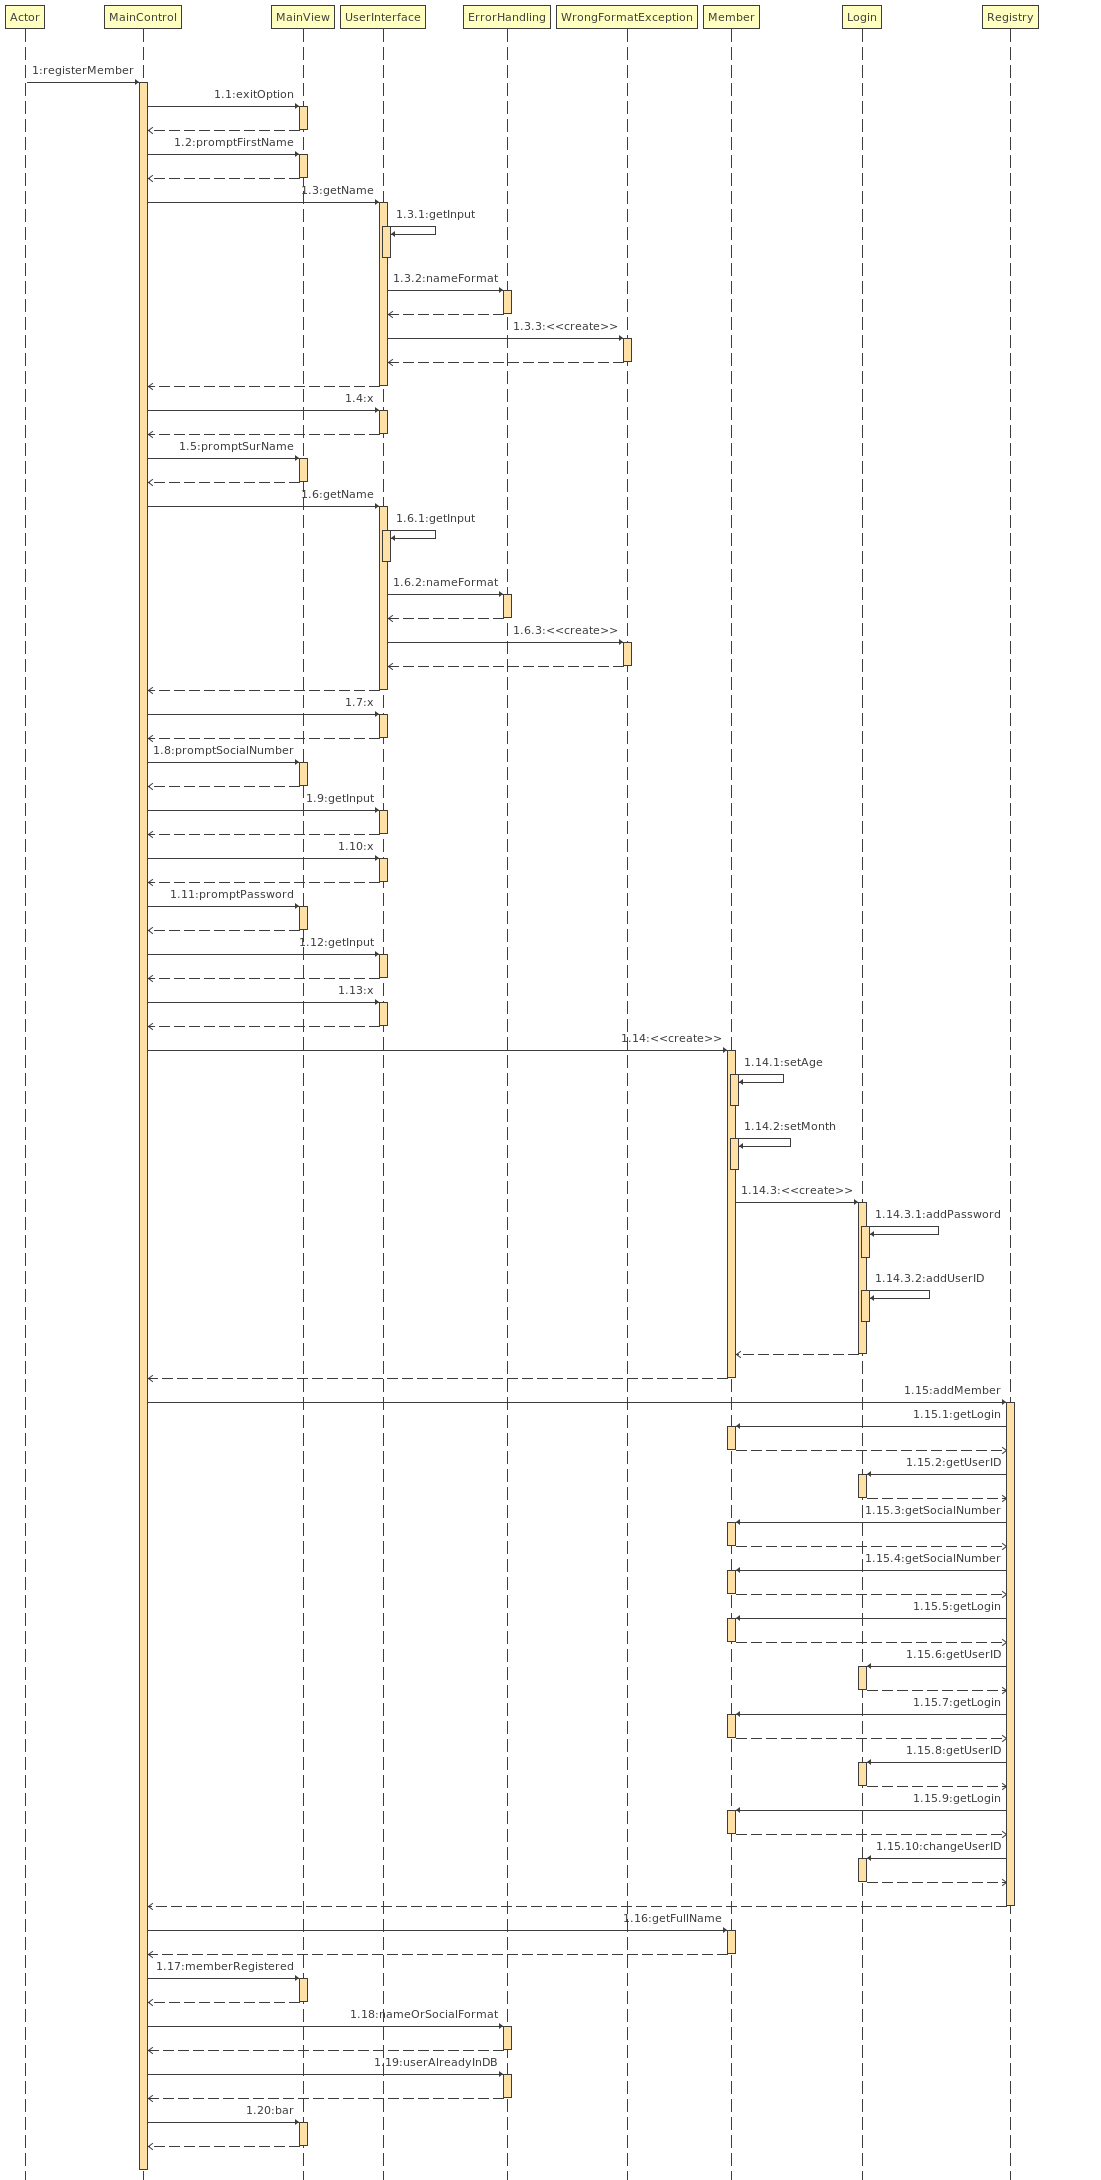 Actor
MainControl
MainView
UserInterface
ErrorHandling
WrongFormatException
Member
Login
Registry
1:registerMember
1.1:exitOption
1.2:promptFirstName
1.3:getName
1.3.1:getInput
1.3.2:nameFormat
1.3.3:<<create>>
1.4:x
1.5:promptSurName
1.6:getName
1.6.1:getInput
1.6.2:nameFormat
1.6.3:<<create>>
1.7:x
1.8:promptSocialNumber
1.9:getInput
1.10:x
1.11:promptPassword
1.12:getInput
1.13:x
1.14:<<create>>
1.14.1:setAge
1.14.2:setMonth
1.14.3:<<create>>
1.14.3.1:addPassword
1.14.3.2:addUserID
1.15:addMember
1.15.1:getLogin
1.15.2:getUserID
1.15.3:getSocialNumber
1.15.4:getSocialNumber
1.15.5:getLogin
1.15.6:getUserID
1.15.7:getLogin
1.15.8:getUserID
1.15.9:getLogin
1.15.10:changeUserID
1.16:getFullName
1.17:memberRegistered
1.18:nameOrSocialFormat
1.19:userAlreadyInDB
1.20:bar